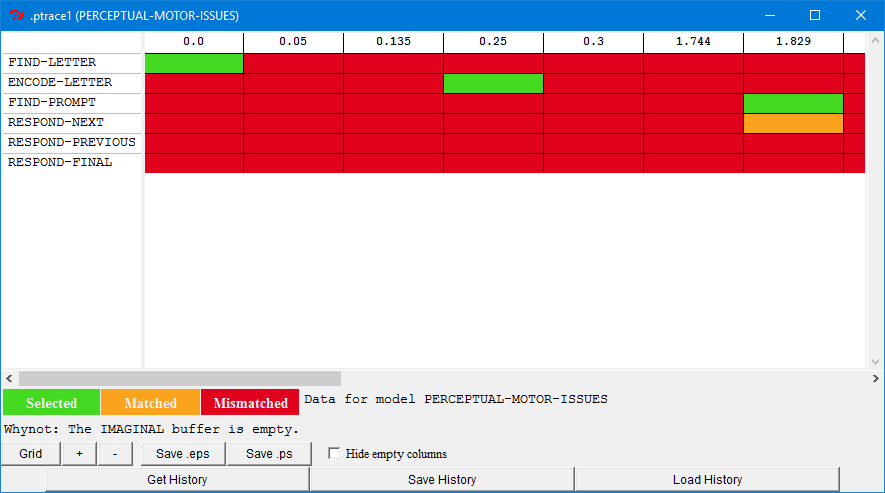 .ptrace1 (PERCEPTUAL-MOTOR-ISSUES)
0.0 0.05 0.135 0.25 0.3 1.744 1.829
FIND-LETTER
ENCODE-LETTER
FIND-PROMPT
RESPOND-NEXT
RESPOND-PREVIOUS
RESPOND-FINAL
Selected Matched Mismatched Data for model PERCEPTUAL-MOTOR-ISSUES
Whynot: The IMAGINAL buffer is empty.
Grid + - Save .eps Save .ps Hide empty columns
Get History Save History Load History